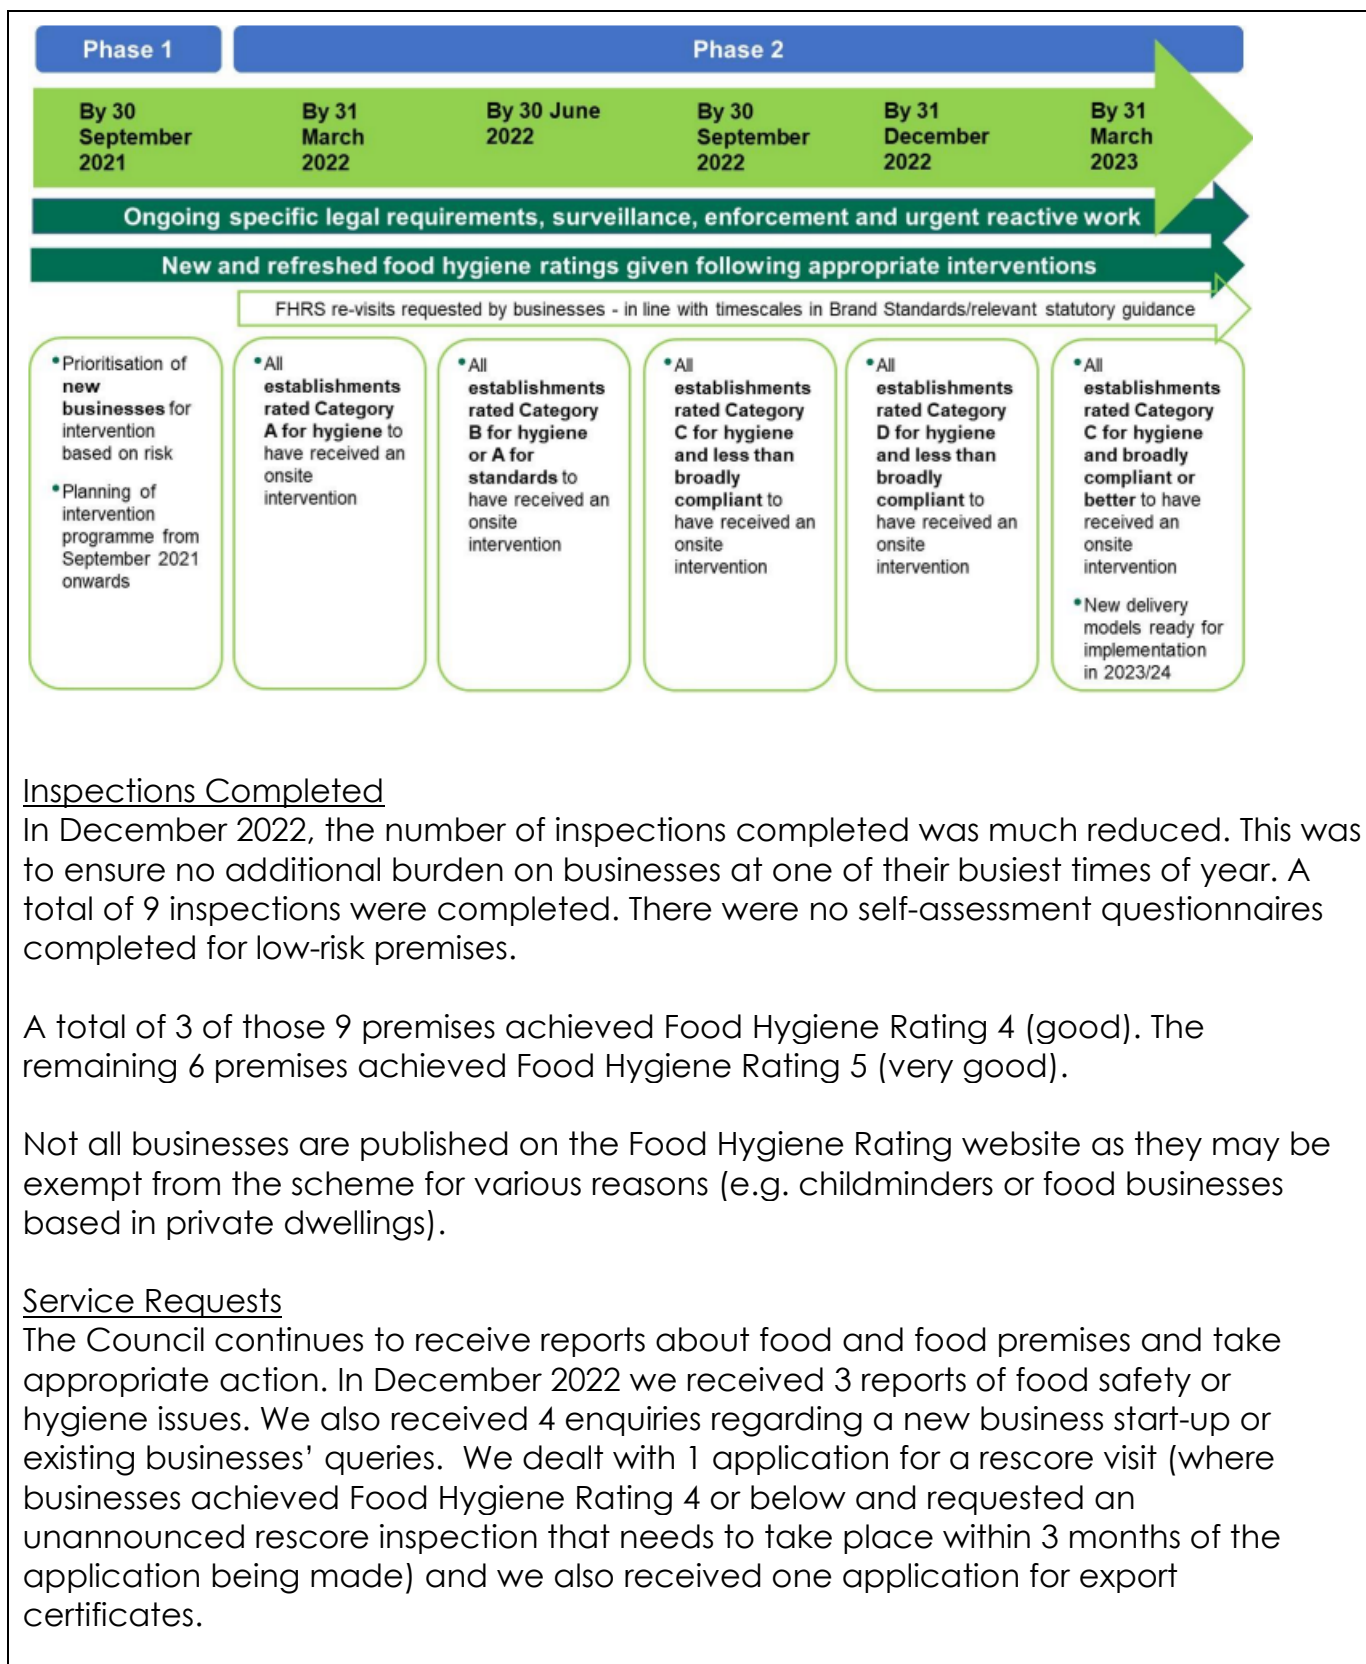 Phase 1
Phase 2
By 30
September
2021
By 31
March
2022
By 30 June
2022
By 30
September
2022
By 31
December
2022
By 31
March
2023
Ongoing specific legal requirements, surveillance, enforcement and urgent reactive work
New and refreshed food hygiene ratings given following appropriate interventions
FHRS re-visits requested by businesses - in line with timescales in Brand Standards/relevant statutory guidance
•Prioritisation of
new
businesses for
intervention
based on risk
•Planning of
intervention
programme from
September 2021
onwards
•All
establishments
rated Category
A for hygiene to
have received an
onsite
intervention
•All
establishments
rated Category
B for hygiene
or A for
standards to
have received an
onsite
intervention
•All
establishments
rated Category
C for hygiene
and less than
broadly
compliant to
have received an
onsite
intervention
•All
establishments
rated Category
D for hygiene
and less than
broadly
compliant to
have received an
onsite
intervention
•All
establishments
rated Category
C for hygiene
and broadly
compliant or
better to have
received an
onsite
intervention
•New delivery
models ready for
implementation
in 2023/24
Inspections Completed
In December 2022, the number of inspections completed was much reduced. This was
to ensure no additional burden on businesses at one of their busiest times of year. A
total of 9 inspections were completed. There were no self-assessment questionnaires
completed for low-risk premises.
A total of 3 of those 9 premises achieved Food Hygiene Rating 4 (good). The
remaining 6 premises achieved Food Hygiene Rating 5 (very good).
Not all businesses are published on the Food Hygiene Rating website as they may be
exempt from the scheme for various reasons (e.g. childminders or food businesses
based in private dwellings).
Service Requests
The Council continues to receive reports about food and food premises and take
appropriate action. In December 2022 we received 3 reports of food safety or
hygiene issues. We also received 4 enquiries regarding a new business start-up or
existing businesses’ queries.  We dealt with 1 application for a rescore visit (where
businesses achieved Food Hygiene Rating 4 or below and requested an
unannounced rescore inspection that needs to take place within 3 months of the
application being made) and we also received one application for export
certificates.